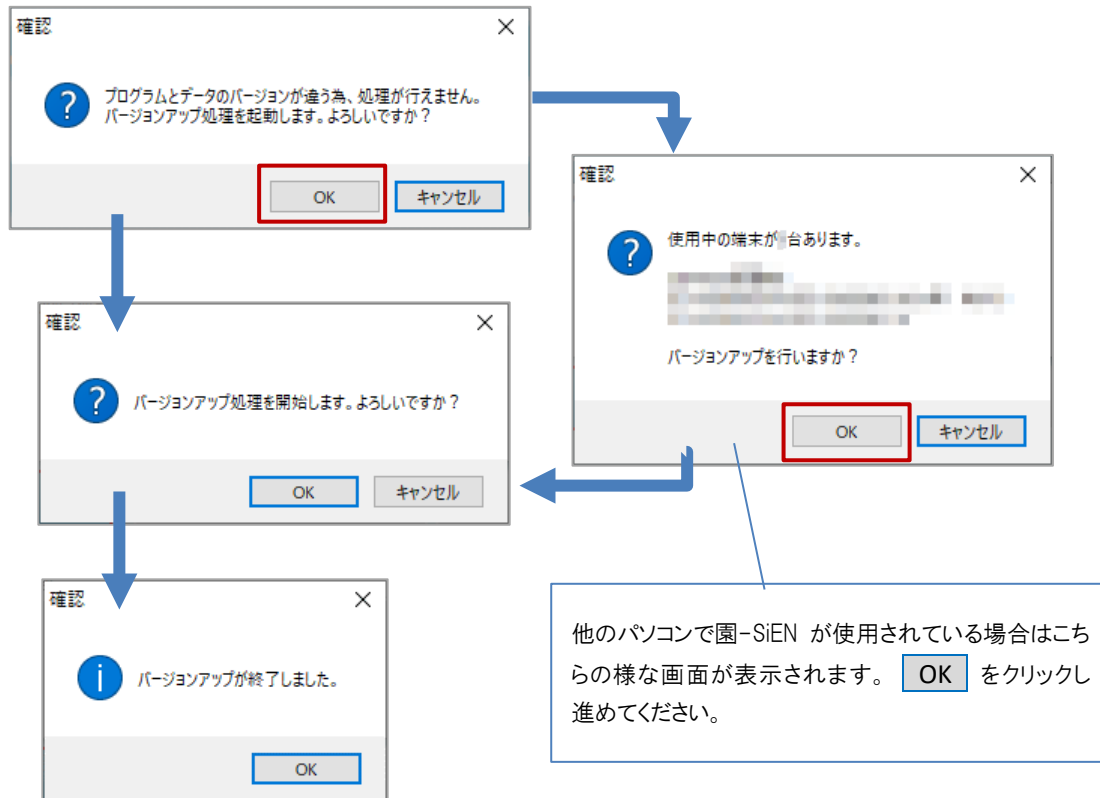 確認
プログラムとデータのバージョンが違う為、処理が行えません。
バージョンアップ処理を起動します。よろしいですか？
OK
キャンセル
確認
使用中の端末が 台あります。
バージョンアップを行いますか？
OK
キャンセル
確認
バージョンアップ処理を開始します。よろしいですか？
OK
キャンセル
確認
バージョンアップが終了しました。
OK
他のパソコンで園-SiEN が使用されている場合はこち
らの様な画面が表示されます。 OK をクリックし
進めてください。